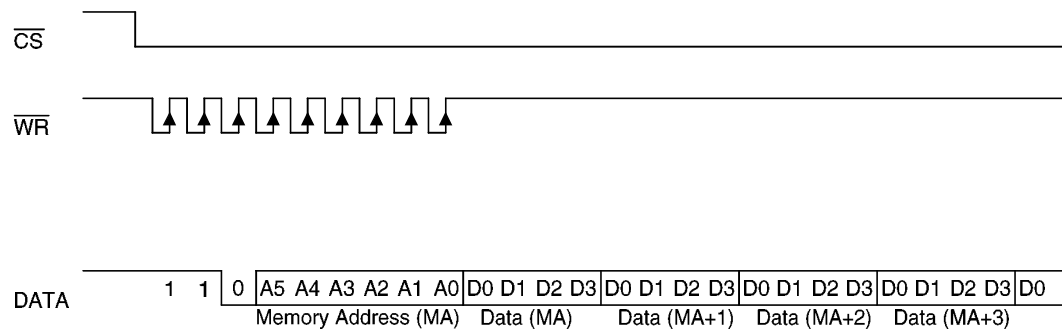 CS
WR
DATA 1 1 0 A5 A4 A3 A2 A1 A0 D0 D1 D2 D3 D0 D1 D2 D3 D0 D1 D2 D3 D0 D1 D2 D3 D0
Memory Address (MA) Data (MA) Data (MA+1) Data (MA+2) Data (MA+3)